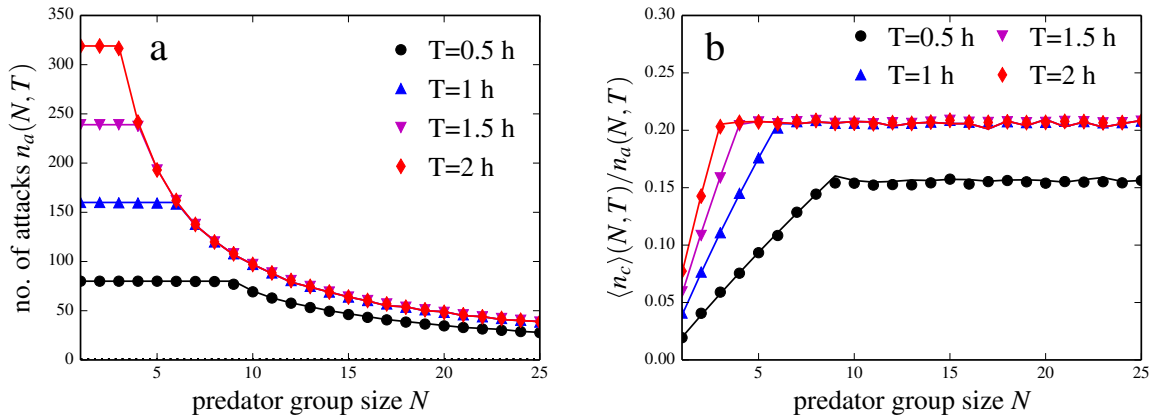 a
no. of attacks n_a(N,T)
400
350
300
250
200
150
100
50
0
T=0.5 h
T=1 h
T=1.5 h
T=2 h
5 10 15 20 25
predator group size N
b
⟨n_c⟩(N,T)/n_a(N,T)
0.30
0.25
0.20
0.15
0.10
0.05
0.00
T=0.5 h T=1.5 h
T=1 h T=2 h
5 10 15 20 25
predator group size N